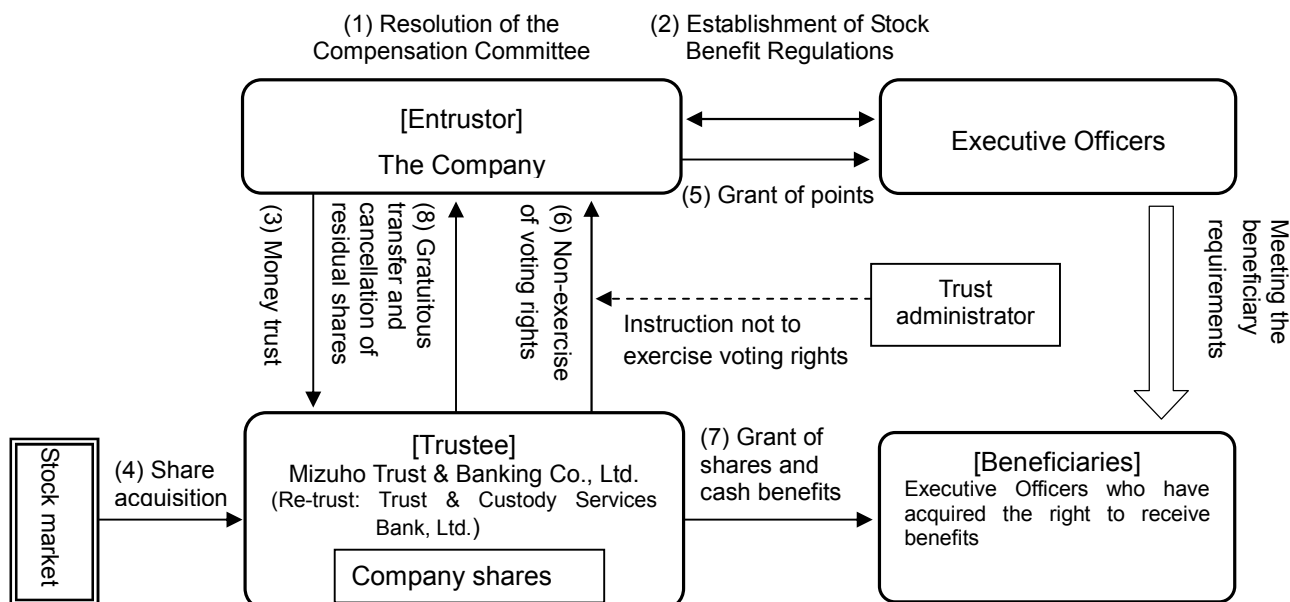 (1) Resolution of the
Compensation Committee
(2) Establishment of Stock
Benefit Regulations
[Entrustor]
The Company
Executive Officers
(5) Grant of points
(3) Money trust
(8) Gratuitous
transfer and
cancellation of
residual shares
(6) Non-exercise
of voting rights
Trust
administrator
Instruction not to
exercise voting rights
Meeting the
beneficiary
requirements
Stock market
(4) Share
acquisition
[Trustee]
Mizuho Trust & Banking Co., Ltd.
(Re-trust: Trust & Custody Services
Bank, Ltd.)
Company shares
(7) Grant of
shares and
cash benefits
[Beneficiaries]
Executive Officers who have
acquired the right to receive
benefits